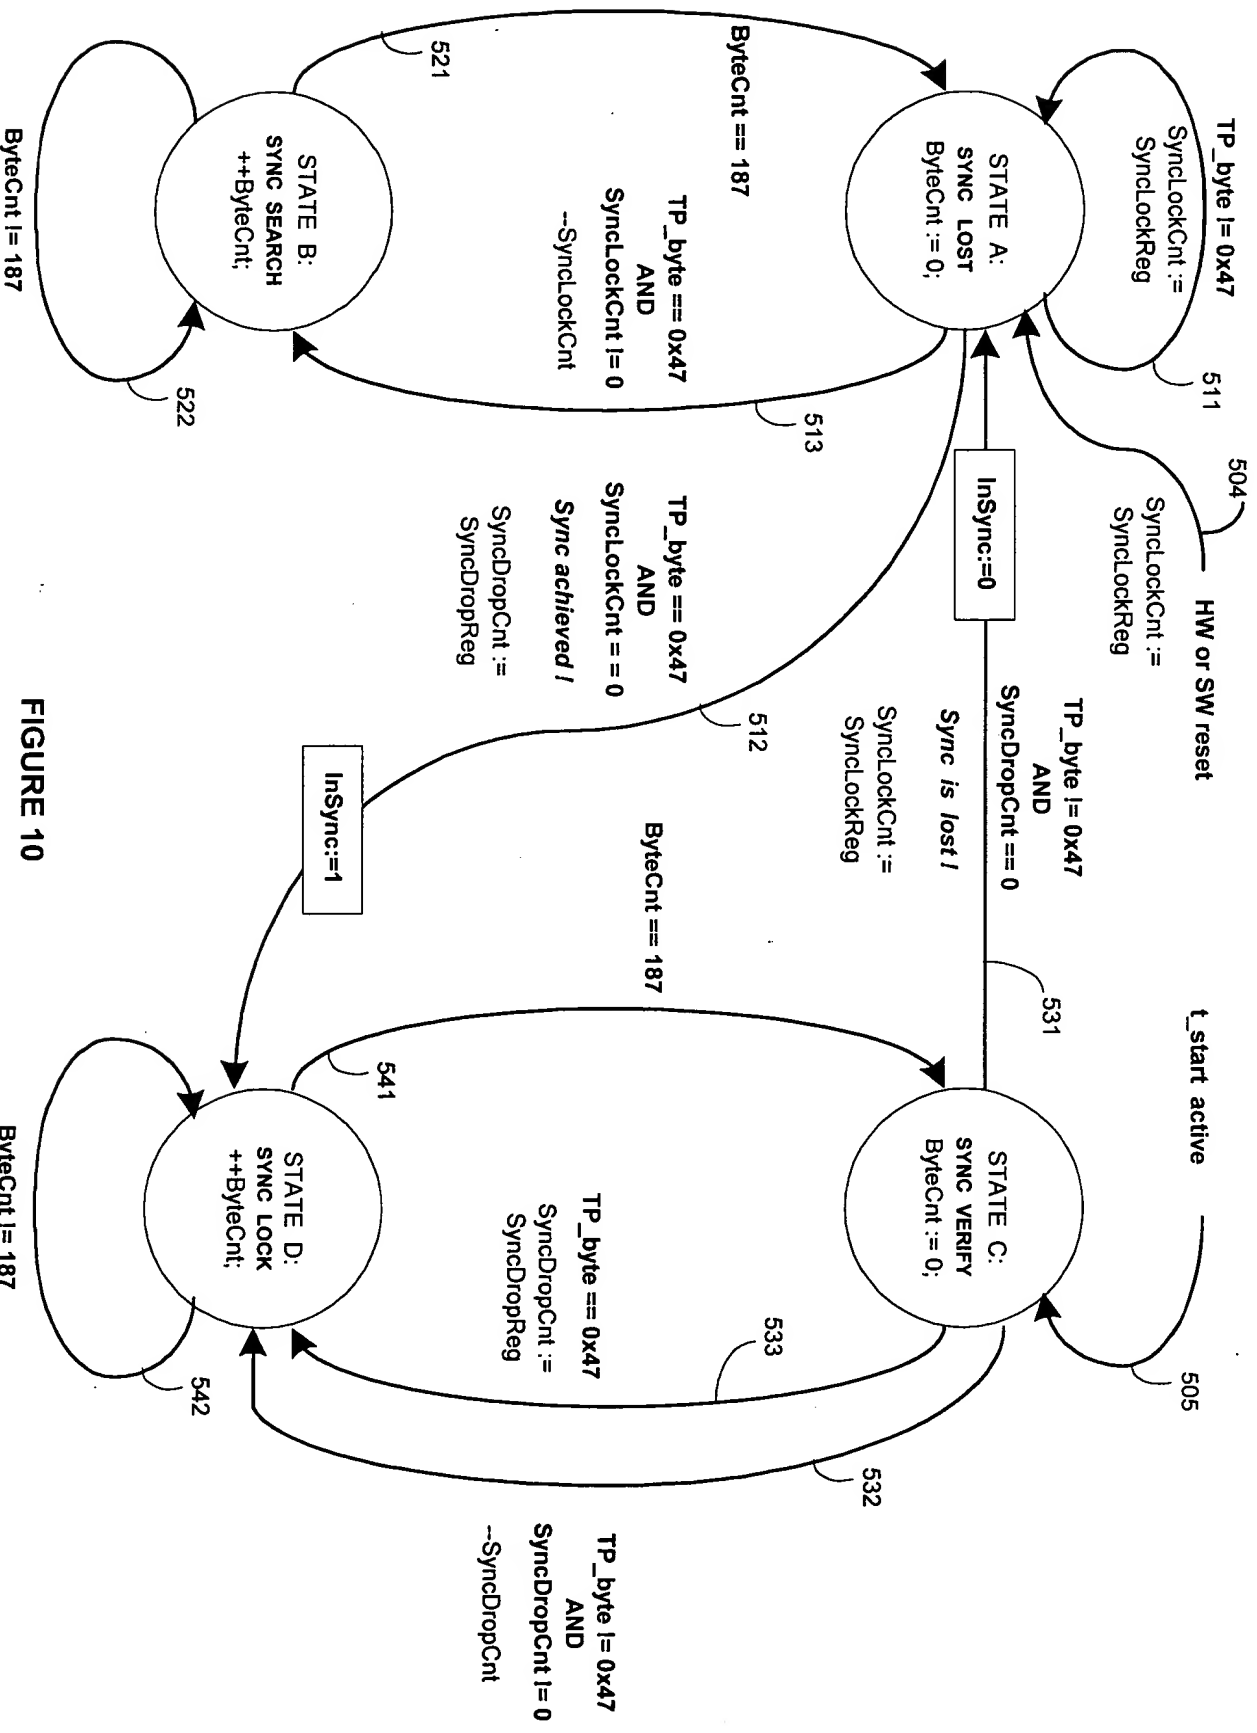 TP_byte != 0x47
SyncLockCnt :=
SyncLockReg
511
504
HW or SW reset
SyncLockCnt :=
SyncLockReg
t_start active
505
STATE A:
SYNC LOST
ByteCnt := 0;
InSync:=0
TP_byte != 0x47
AND
SyncDropCnt == 0
Sync is lost !
SyncLockCnt :=
SyncLockReg
531
STATE C:
SYNC VERIFY
ByteCnt := 0;
ByteCnt == 187
521
TP_byte == 0x47
AND
SyncLockCnt != 0
--SyncLockCnt
513
TP_byte == 0x47
AND
SyncLockCnt = = 0
Sync achieved !
SyncDropCnt :=
SyncDropReg
512
ByteCnt == 187
541
TP_byte == 0x47
SyncDropCnt :=
SyncDropReg
533
532
TP_byte != 0x47
AND
SyncDropCnt != 0
--SyncDropCnt
STATE B:
SYNC SEARCH
++ByteCnt;
InSync:=1
STATE D:
SYNC LOCK
++ByteCnt;
522
542
ByteCnt != 187
ByteCnt != 187
FIGURE 10